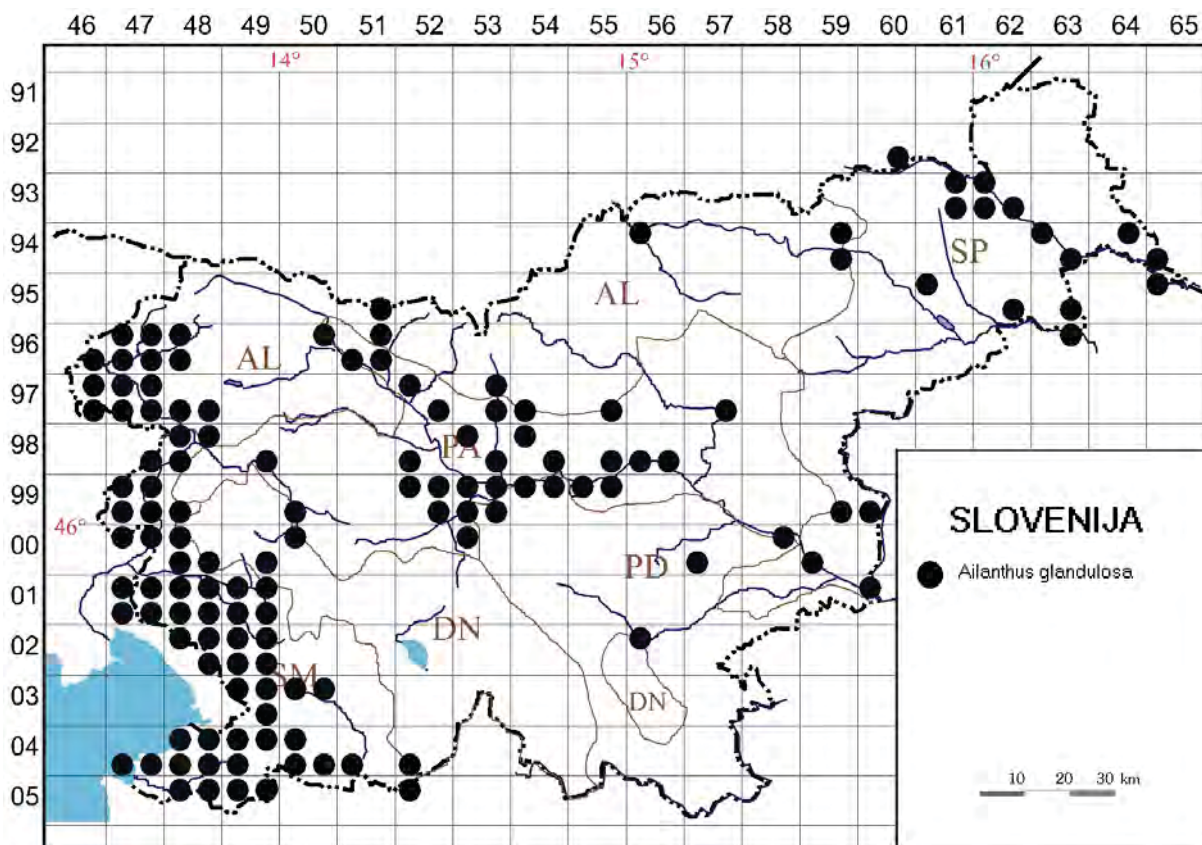 46 47 48 49 50 51 52 53 54 55 56 57 58 59 60 61 62 63 64 65
14° 15° 16°
91
92
93
94 SP
95 AL
96 AL
97
98 PA
99
46° SLOVENIJA
00 Ailanthus glandulosa
PD
01
02 DN
SM
03 DN
04
05 10 20 30 km